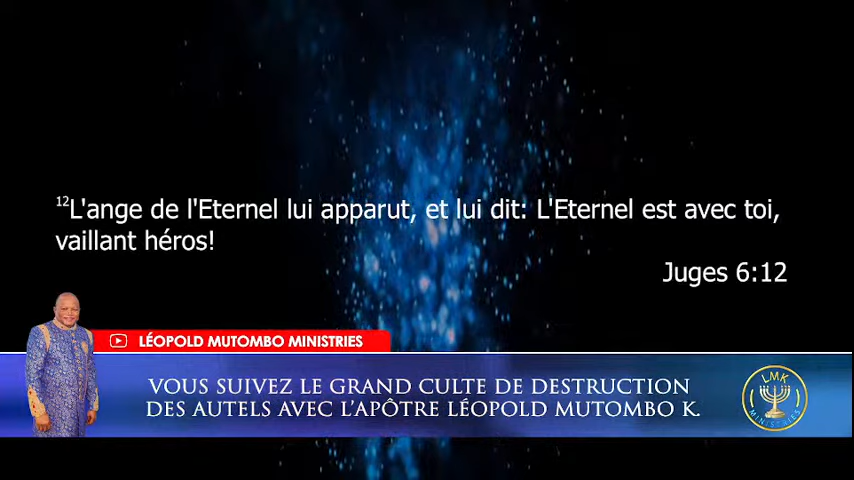 12L'ange de l'Eternel lui apparut, et lui dit: L'Eternel est avec toi,
vaillant héros!
Juges 6:12
LÉOPOLD MUTOMBO MINISTRIES
VOUS SUIVEZ LE GRAND CULTE DE DESTRUCTION
DES AUTELS AVEC L'APÔTRE LÉOPOLD MUTOMBO K.
LMK
MINISTRIES